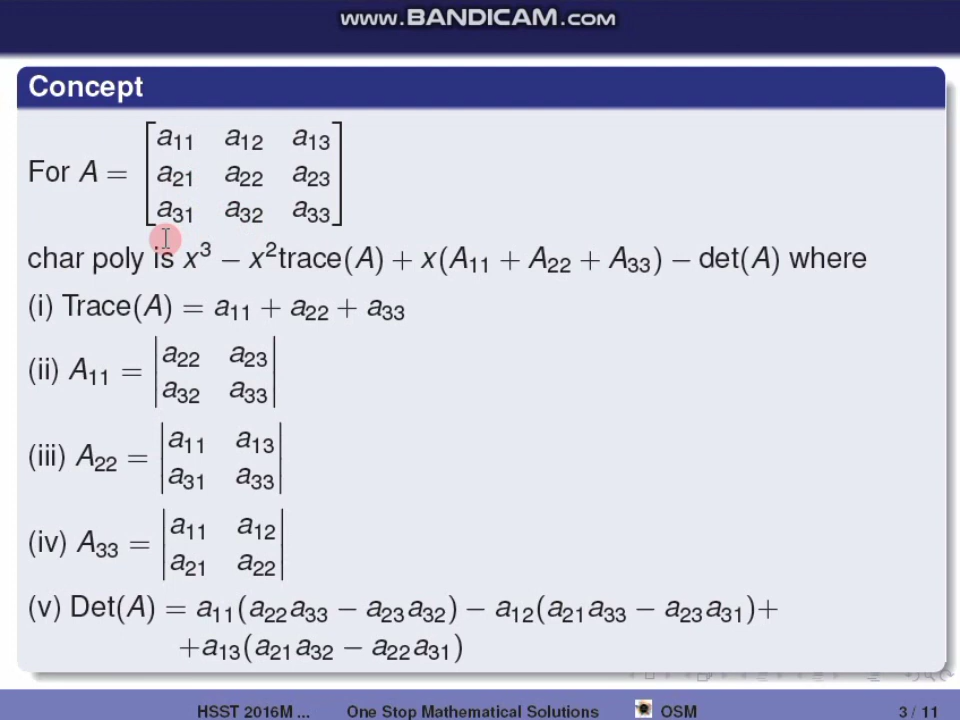 www.BANDICAM.com
Concept
For A = [a11 a12 a13
a21 a22 a23
a31 a32 a33]
char poly is x³ − x²trace(A) + x(A11 + A22 + A33) − det(A) where
(i) Trace(A) = a11 + a22 + a33
(ii) A11 = |a22 a23
a32 a33|
(iii) A22 = |a11 a13
a31 a33|
(iv) A33 = |a11 a12
a21 a22|
(v) Det(A) = a11(a22a33 − a23a32) − a12(a21a33 − a23a31)+
+a13(a21a32 − a22a31)
HSST 2016M ... One Stop Mathematical Solutions OSM 3 / 11